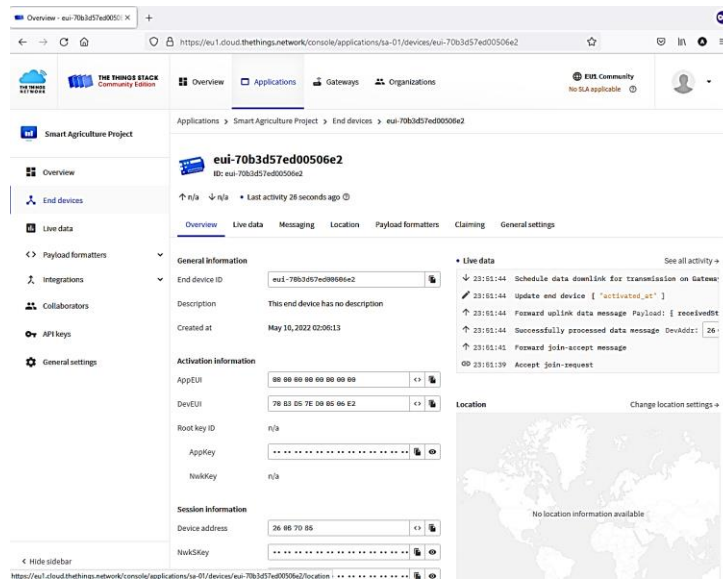 Overview - eui-70b3d57ed0050
https://eu1.cloud.thethings.network/console/applications/sa-01/devices/eui-70b3d57ed00506e2
THE THINGS NETWORK
THE THINGS STACK
Community Edition
Overview
Applications
Gateways
Organizations
EU1 Community
No SLA applicable
Smart Agriculture Project
Overview
End devices
Live data
Payload formatters
Integrations
Collaborators
API keys
General settings
< Hide sidebar
Applications > Smart Agriculture Project > End devices > eui-70b3d57ed00506e2
eui-70b3d57ed00506e2
ID: eui-70b3d57ed00506e2
↑ n/a ↓ n/a • Last activity 26 seconds ago
Overview Live data Messaging Location Payload formatters Claiming General settings
General information
End device ID eui-70b3d57ed00506e2
Description This end device has no description
Created at May 10, 2022 02:06:13
Activation information
AppEUI 00 00 00 00 00 00 00 00
DevEUI 70 B3 D5 7E D0 05 06 E2
Root key ID n/a
AppKey
NwkKey n/a
Session information
Device address
NwkSKey
• Live data See all activity →
↓ 23:51:44 Schedule data downlink for transmission on Gateway
23:51:44 Update end device [ "activated_at" ]
↑ 23:51:44 Forward uplink data message Payload: { receivedSt
↑ 23:51:44 Successfully processed data message DevAddr: 26
↑ 23:51:41 Forward join-accept message
23:51:39 Accept join-request
Location Change location settings →
No location information available
https://eu1.cloud.thethings.network/console/applications/sa-01/devices/eui-70b3d57ed00506e2/location